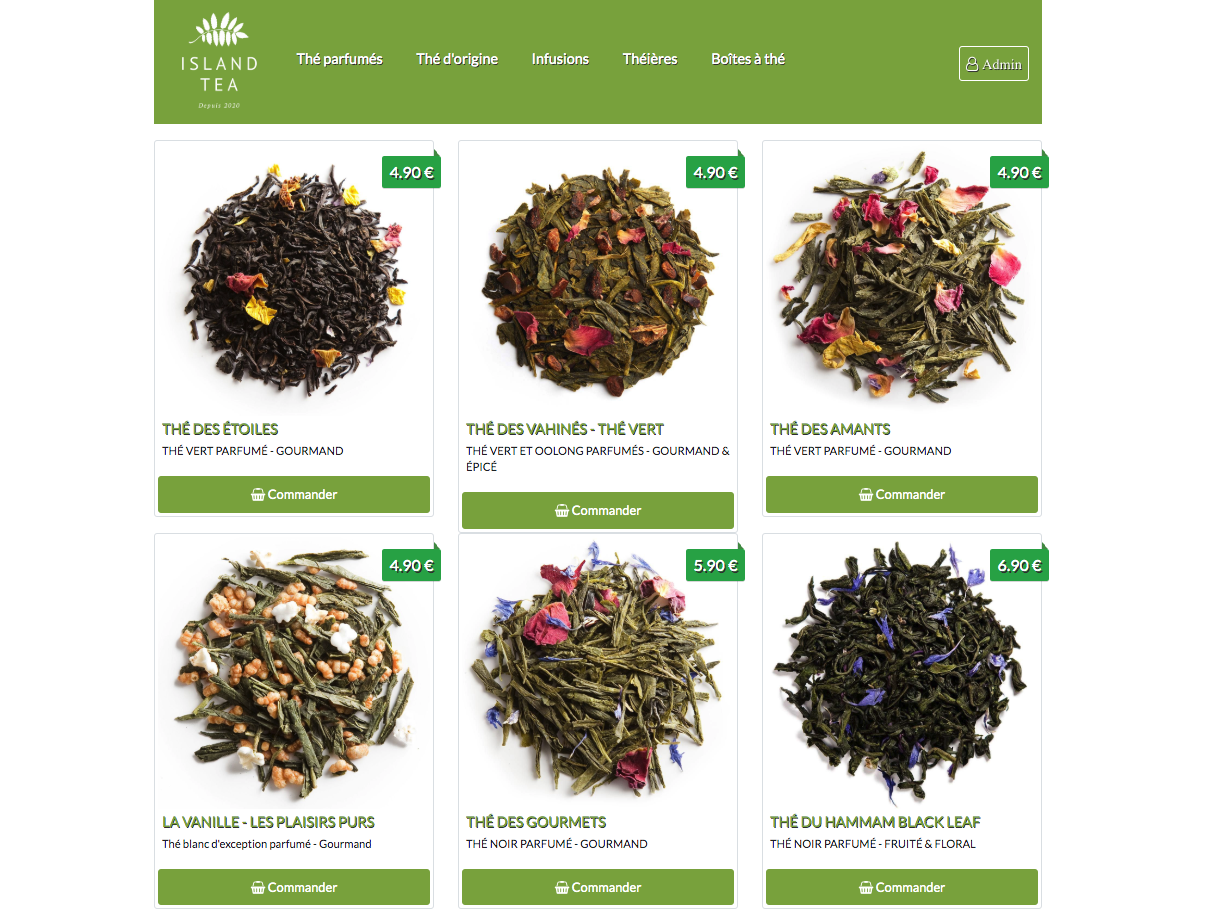 ISLAND
TEA
Depuis 2020
Thé parfumés
Thé d'origine
Infusions
Théières
Boîtes à thé
Admin
4.90 €
THÉ DES ÉTOILES
THÉ VERT PARFUMÉ - GOURMAND
Commander
4.90 €
THÉ DES VAHINÉS - THÉ VERT
THÉ VERT ET OOLONG PARFUMÉS - GOURMAND &
ÉPICÉ
Commander
4.90 €
THÉ DES AMANTS
THÉ VERT PARFUMÉ - GOURMAND
Commander
4.90 €
LA VANILLE - LES PLAISIRS PURS
Thé blanc d'exception parfumé - Gourmand
Commander
5.90 €
THÉ DES GOURMETS
THÉ NOIR PARFUMÉ - GOURMAND
Commander
6.90 €
THÉ DU HAMMAM BLACK LEAF
THÉ NOIR PARFUMÉ - FRUITÉ & FLORAL
Commander